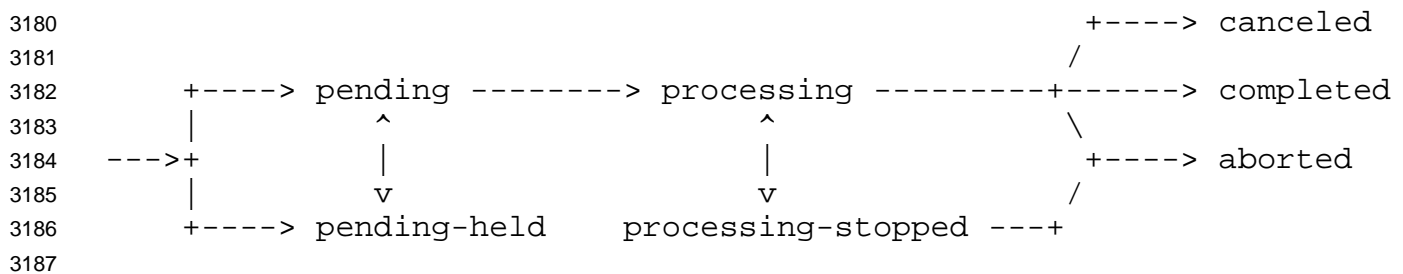 3180                                                                +----> canceled
3181                                                               /
3182      +----> pending --------> processing ---------+------> completed
3183      |         ^                   ^               \
3184  --->+         |                   |                +----> aborted
3185      |         v                   v               /
3186      +----> pending-held    processing-stopped ---+
3187